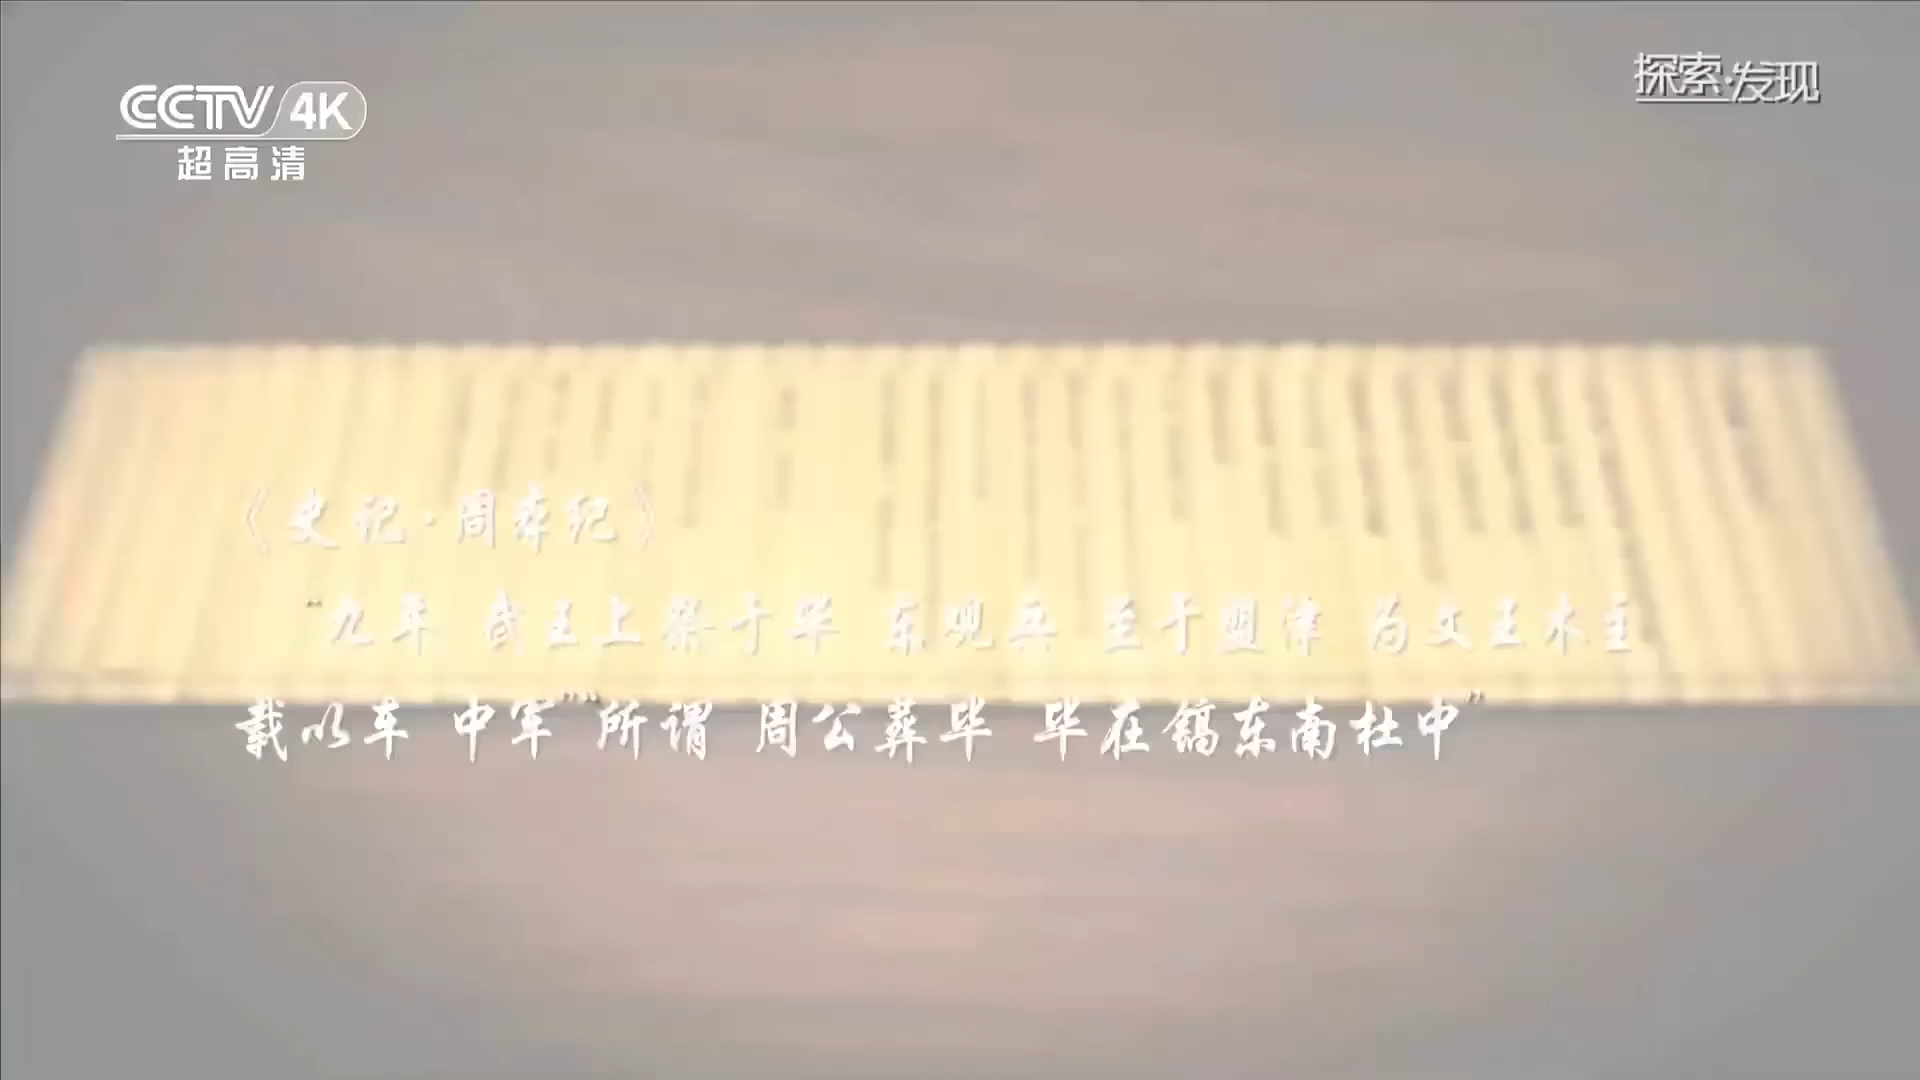 CCTV 4K
超高清
探索·发现
《史记·周本纪》
“九年 武王上祭于毕 东观兵 至于盟津 为文王木主
载以车 中军”“所谓 周公葬毕 毕在镐东南杜中”